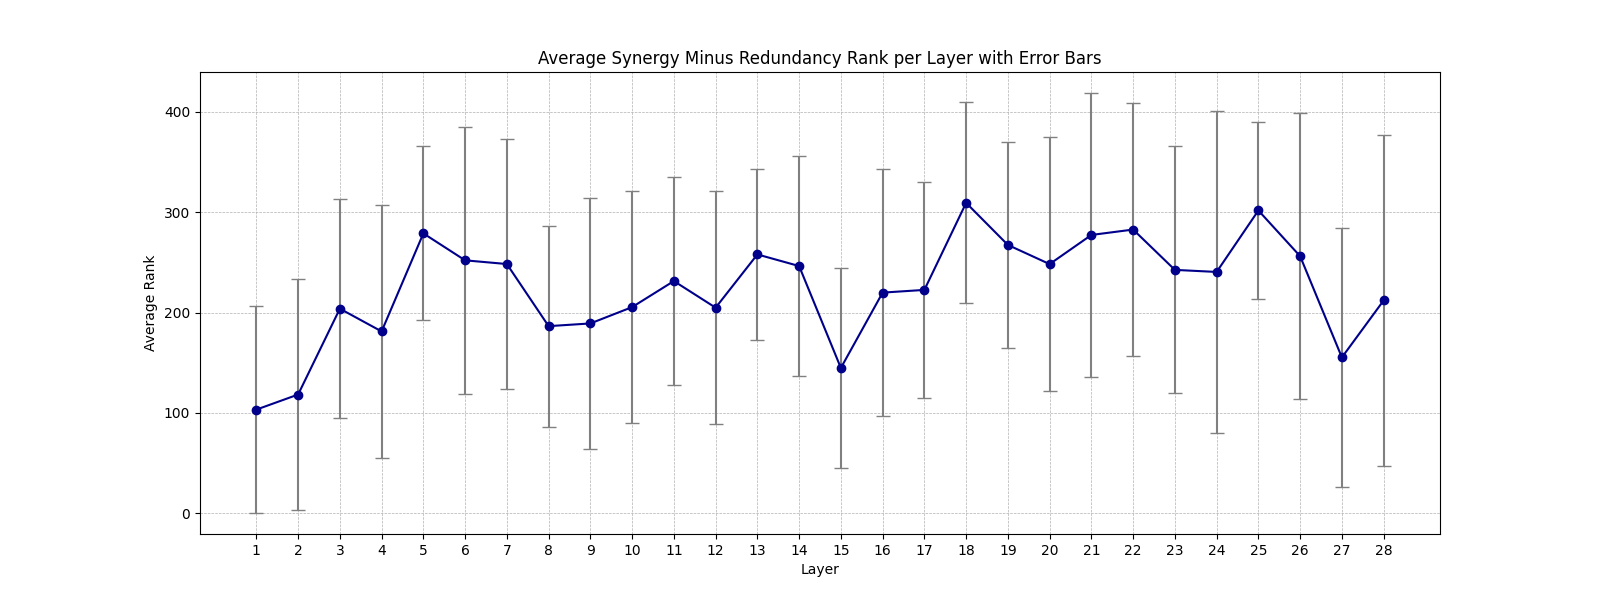 Average Synergy Minus Redundancy Rank per Layer with Error Bars
400
300
200
100
0
Average Rank
1 2 3 4 5 6 7 8 9 10 11 12 13 14 15 16 17 18 19 20 21 22 23 24 25 26 27 28
Layer